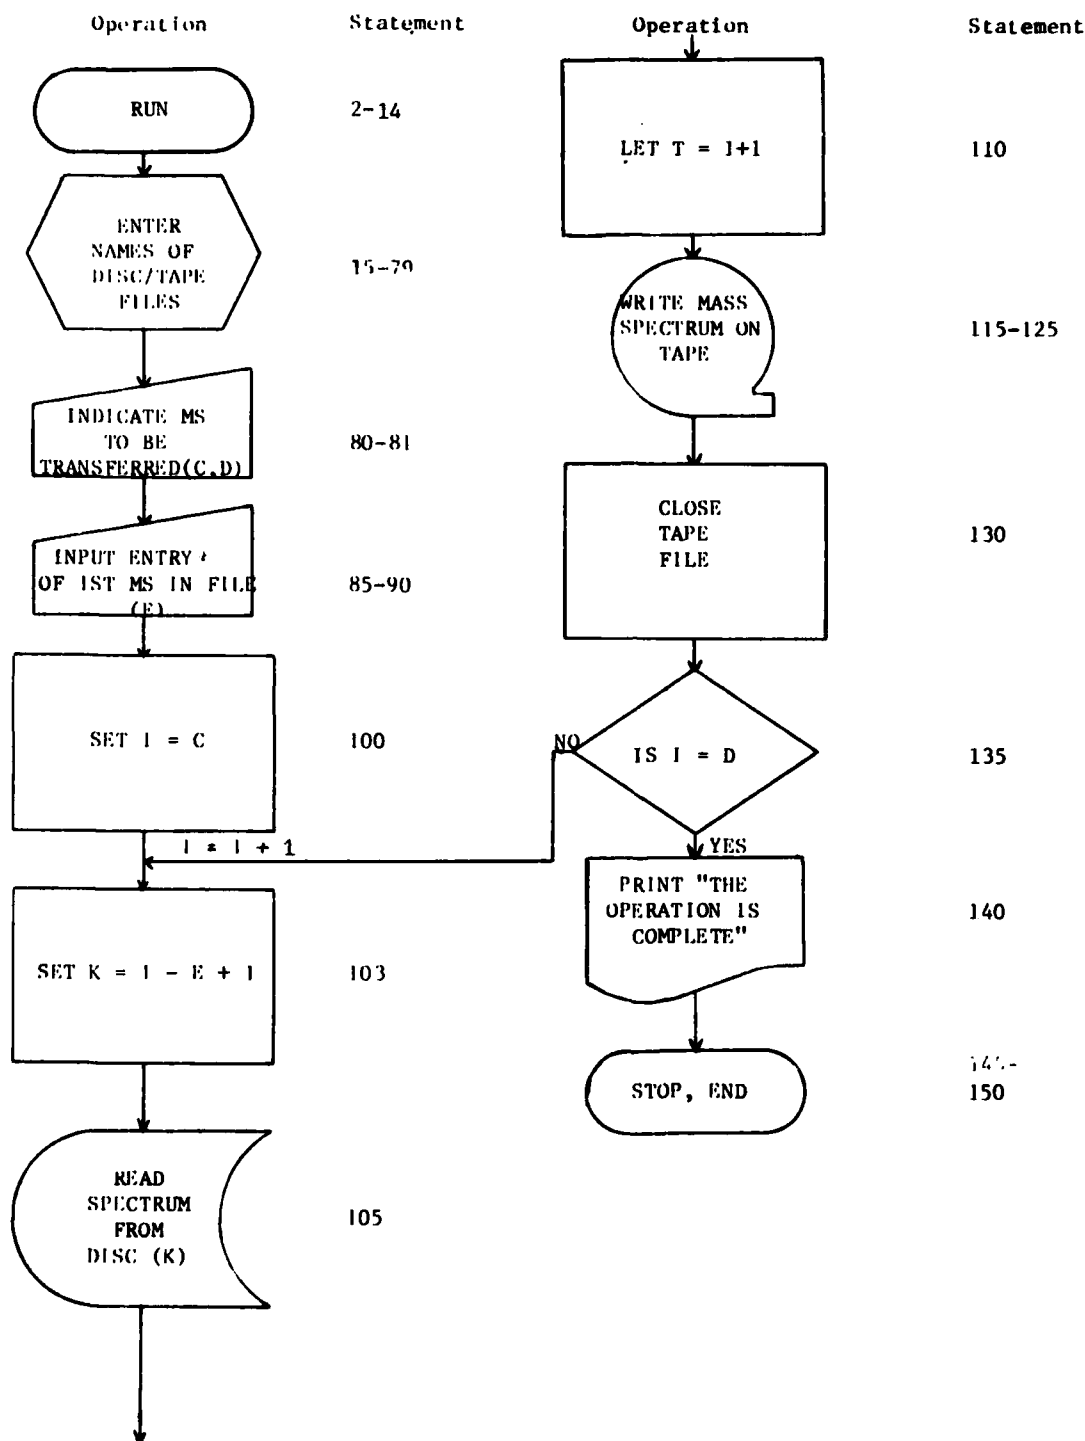 Operation Statement
RUN 2-14
ENTER
NAMES OF
DISC/TAPE
FILES
15-79
INDICATE MS
TO BE
TRANSFERRED(C,D)
80-81
INPUT ENTRY
OF 1ST MS IN FILE
(E)
85-90
SET I = C 100
I = I + 1
SET K = I - E + 1 103
READ
SPECTRUM
FROM
DISC (K)
105
Operation Statement
LET T = I+1 110
WRITE MASS
SPECTRUM ON
TAPE
115-125
CLOSE
TAPE
FILE
130
NO
IS I = D 135
YES
PRINT "THE
OPERATION IS
COMPLETE"
140
STOP, END
150